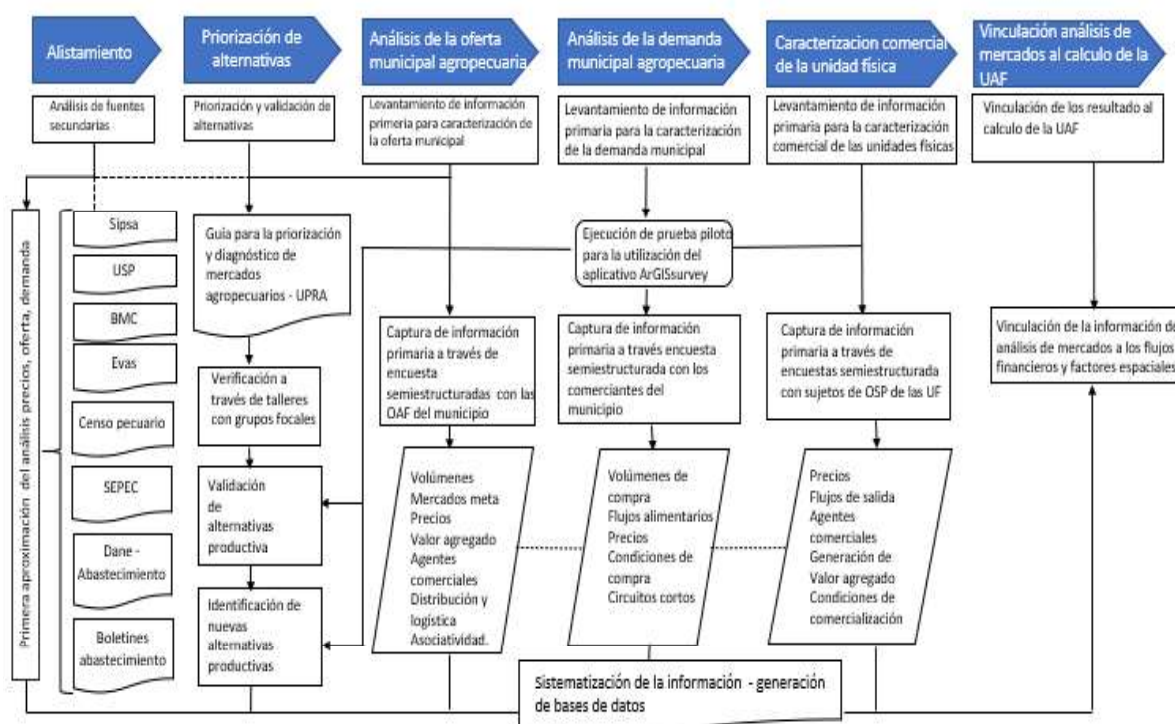 Alistamiento
Priorización de
alternativas
Análisis de la oferta
municipal agropecuaria
Análisis de la demanda
municipal agropecuaria
Caracterizacion comercial
de la unidad física
Vinculación análisis de
mercados al calculo de la
UAF
Análisis de fuentes
secundarias
Priorización y validación de
alternativas
Levantamiento de información
primeria para caracterización de
la oferta municipal
Levantamiento de información
primaria para la caracterización
de la demanda municipal
Levantamiento de información
primaria para la caracterización
comercial de las unidades físicas
Vinculación de los resultado al
calculo de la UAF
Primera aproximación del análisis precios, oferta, demanda
Sipsa
USP
BMC
Evas
Censo pecuario
SEPEC
Dane -
Abastecimiento
Boletines
abastecimiento
Guia para la priorización
y diagnóstico de
mercados
agropecuarios - UPRA
Verificación a
través de talleres
con grupos focales
Validación
de
alternativas
productiva
Identificación de
nuevas
alternativas
productivas
Captura de información
primaria a través de
encuesta
semiestructuradas con las
OAF del municipio
Volúmenes
Mercados meta
Precios
Valor agregado
Agentes
comerciales
Distribución y
logística
Asociatividad.
Ejecución de prueba piloto
para la utilización del
aplicativo ArGISsurvey
Captura de información
primaria a través encuesta
semiestructurada con los
comerciantes del
municipio
Volúmenes de
compra
Flujos alimentarios
Precios
Condiciones de
compra
Circuitos cortos
Captura de información
primaria a través de
encuestas semiestructurada
con sujetos de OSP de las UF
Precios
Flujos de salida
Agentes
comerciales
Generación de
Valor agregado
Condiciones de
comercialización
Vinculación de la información de
análisis de mercados a los flujos
financieros y factores espaciales
Sistematización de la información - generación
de bases de datos